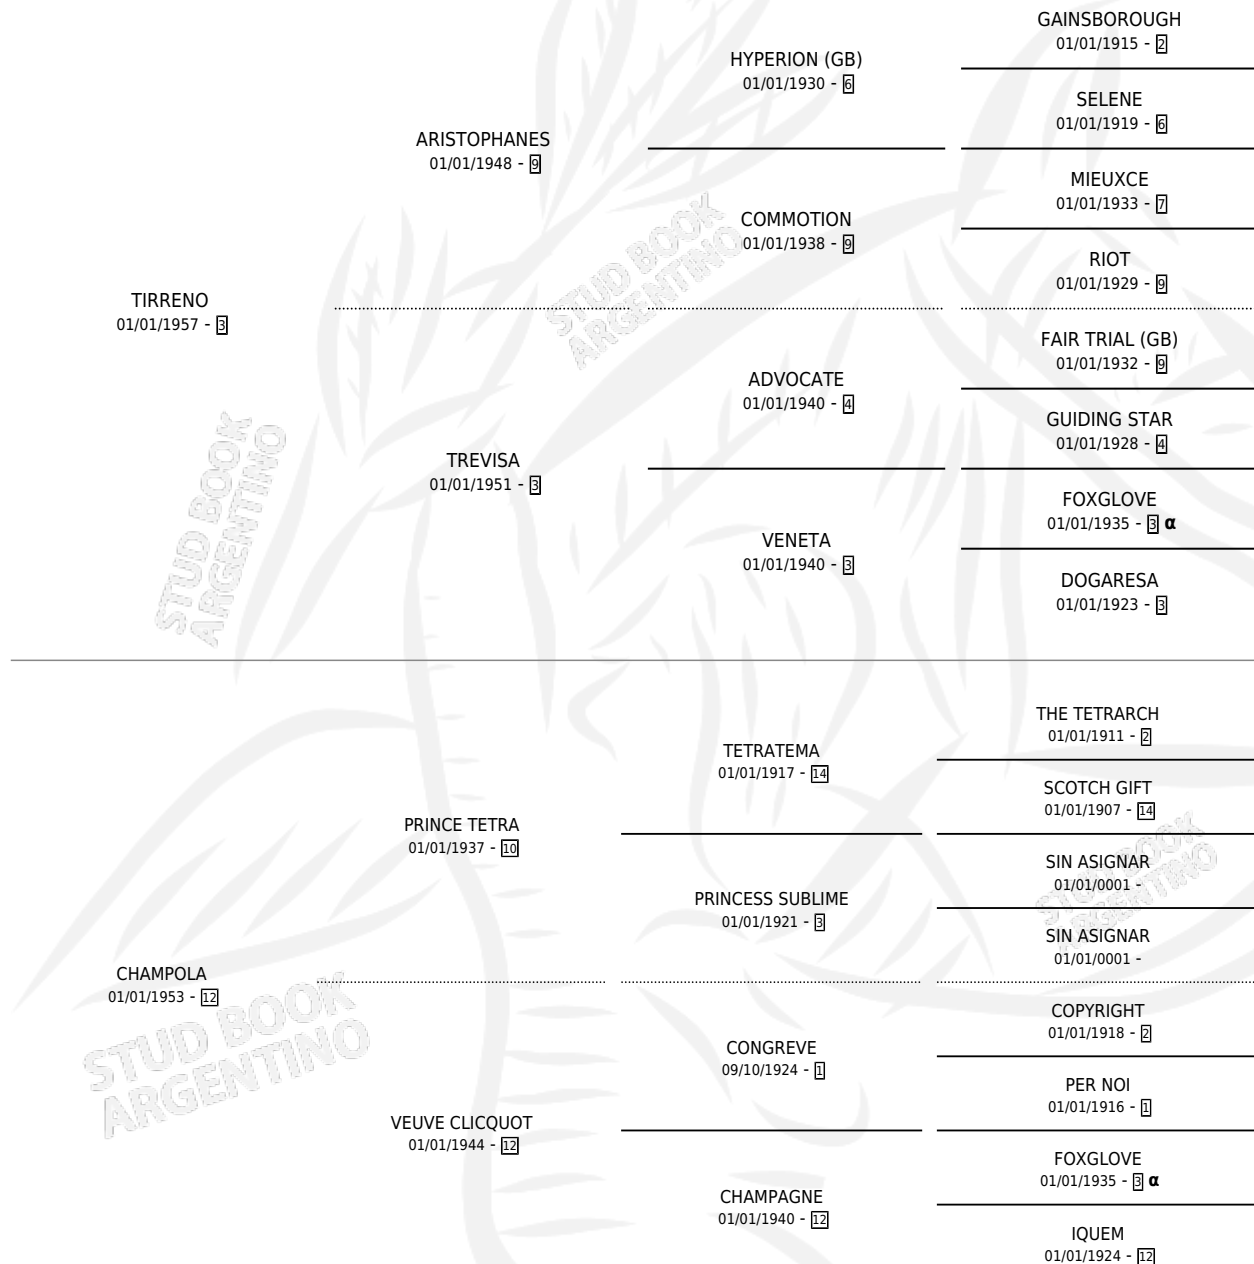 GAINSBOROUGH
01/01/1915 - 2
HYPERION (GB)
01/01/1930 - 6
SELENE
01/01/1919 - 6
ARISTOPHANES
01/01/1948 - 9
MIEUXCE
01/01/1933 - 7
COMMOTION
01/01/1938 - 9
RIOT
01/01/1929 - 9
TIRRENO
01/01/1957 - 3
FAIR TRIAL (GB)
01/01/1932 - 9
ADVOCATE
01/01/1940 - 4
GUIDING STAR
01/01/1928 - 4
TREVISA
01/01/1951 - 3
FOXGLOVE
01/01/1935 - 3 α
VENETA
01/01/1940 - 3
DOGARESA
01/01/1923 - 3
THE TETRARCH
01/01/1911 - 2
TETRATEMA
01/01/1917 - 14
SCOTCH GIFT
01/01/1907 - 14
PRINCE TETRA
01/01/1937 - 10
SIN ASIGNAR
01/01/0001 -
PRINCESS SUBLIME
01/01/1921 - 3
SIN ASIGNAR
01/01/0001 -
CHAMPOLA
01/01/1953 - 12
COPYRIGHT
01/01/1918 - 2
CONGREVE
09/10/1924 - 1
PER NOI
01/01/1916 - 1
VEUVE CLICQUOT
01/01/1944 - 12
FOXGLOVE
01/01/1935 - 3 α
CHAMPAGNE
01/01/1940 - 12
IQUEM
01/01/1924 - 12
STUD BOOK
ARGENTINO
STUD BOOK
ARGENTINO
STUD BOOK
ARGENTINO
STUD BOOK
ARGENTINO